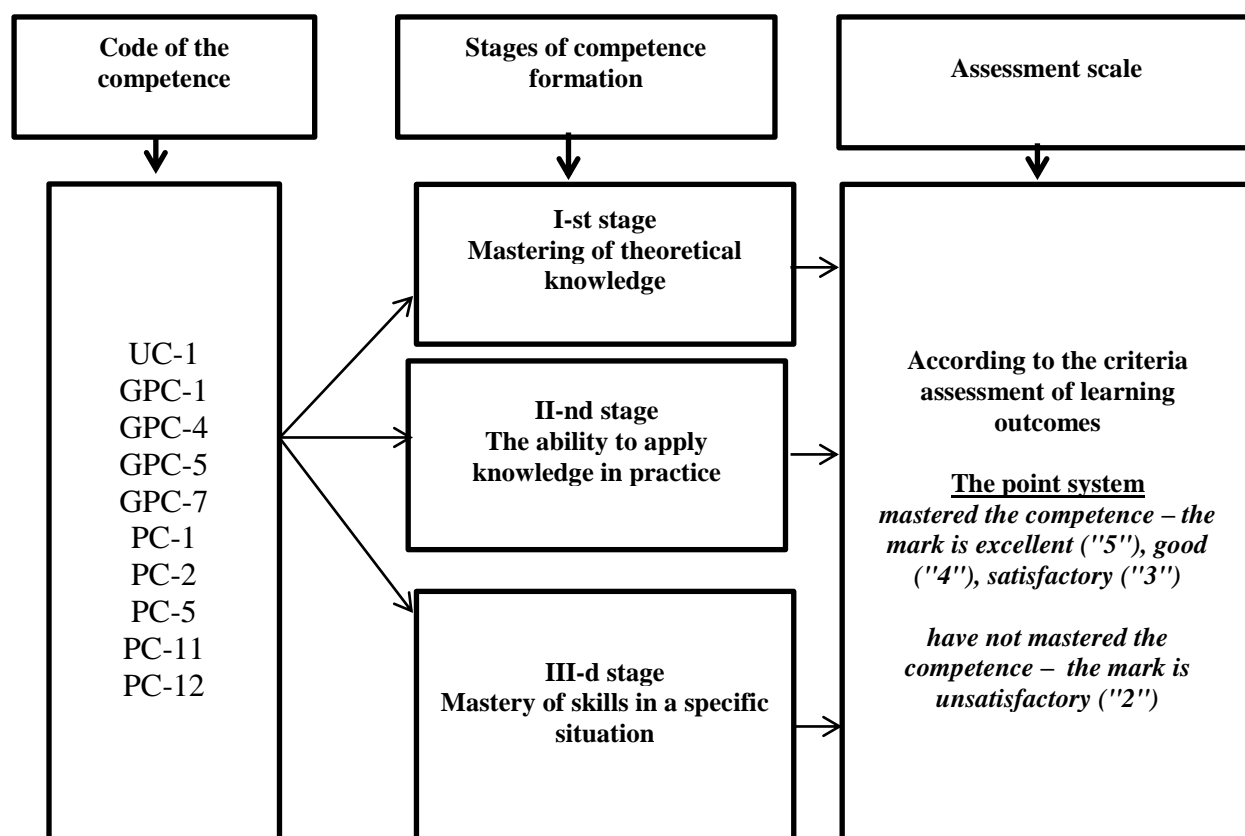 Code of the
competence
Stages of competence
formation
Assessment scale
UC-1
GPC-1
GPC-4
GPC-5
GPC-7
PC-1
PC-2
PC-5
PC-11
PC-12
I-st stage
Mastering of theoretical
knowledge
II-nd stage
The ability to apply
knowledge in practice
III-d stage
Mastery of skills in a specific
situation
According to the criteria
assessment of learning
outcomes
The point system
mastered the competence – the
mark is excellent ("5"), good
("4"), satisfactory ("3")
have not mastered the
competence – the mark is
unsatisfactory ("2")